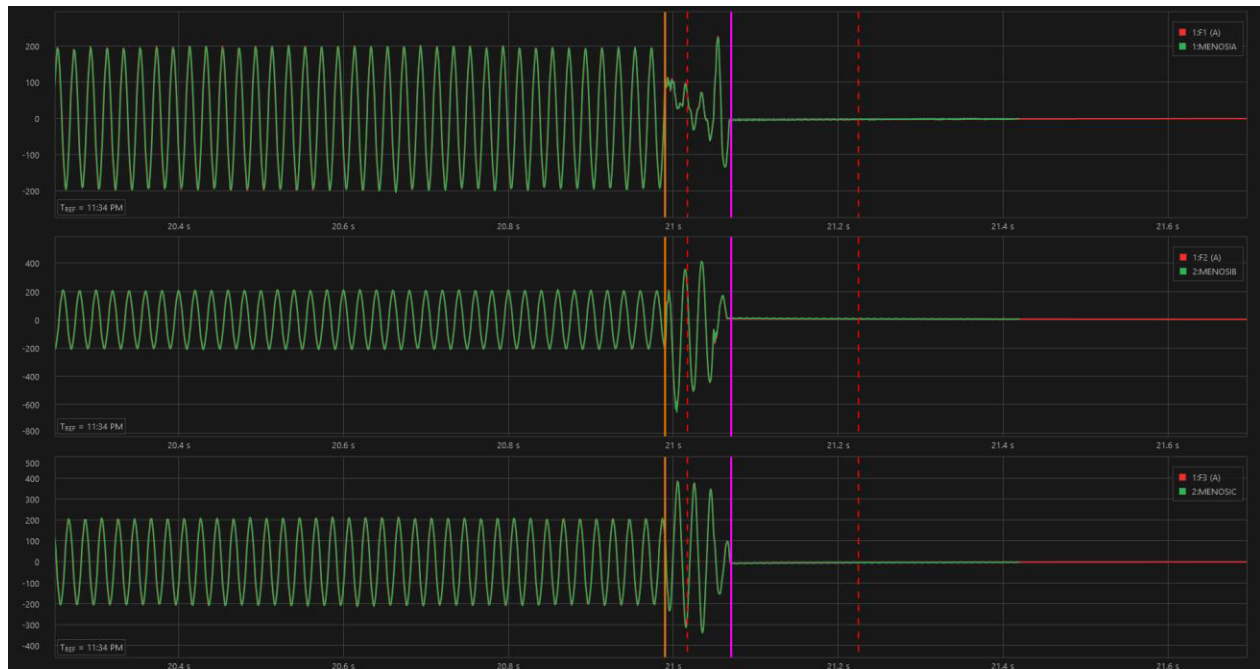 200
100
0
-100
-200
1:F1 (A)
1:MENOSIA
TREF = 11:34 PM
20.4 s
20.6 s
20.8 s
21 s
21.2 s
21.4 s
21.6 s
400
200
0
-200
-400
-600
-800
1:F2 (A)
2:MENOSIB
TREF = 11:34 PM
20.4 s
20.6 s
20.8 s
21 s
21.2 s
21.4 s
21.6 s
500
400
300
200
100
0
-100
-200
-300
-400
1:F3 (A)
2:MENOSIC
TREF = 11:34 PM
20.4 s
20.6 s
20.8 s
21 s
21.2 s
21.4 s
21.6 s